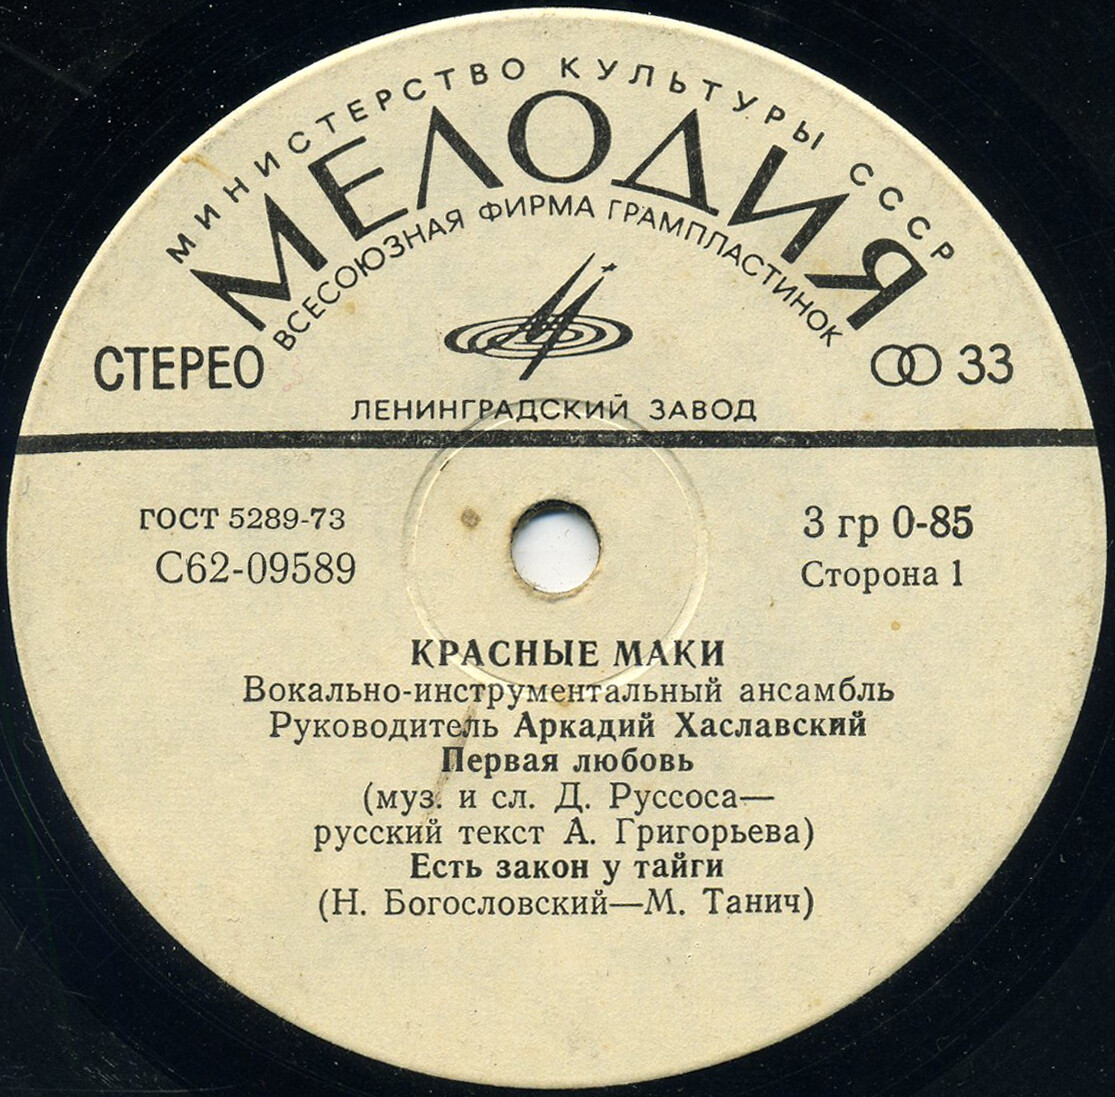 МИНИСТЕРСТВО КУЛЬТУРЫ СССР
МЕЛОДИЯ
ВСЕСОЮЗНАЯ ФИРМА ГРАМПЛАСТИНОК
СТЕРЕО
33
ЛЕНИНГРАДСКИЙ ЗАВОД
ГОСТ 5289-73
3 гр 0-85
С62-09589
Сторона 1
КРАСНЫЕ МАКИ
Вокально-инструментальный ансамбль
Руководитель Аркадий Хаславский
Первая любовь
(муз. и сл. Д. Руссоса—
русский текст А. Григорьева)
Есть закон у тайги
(Н. Богословский—М. Танич)